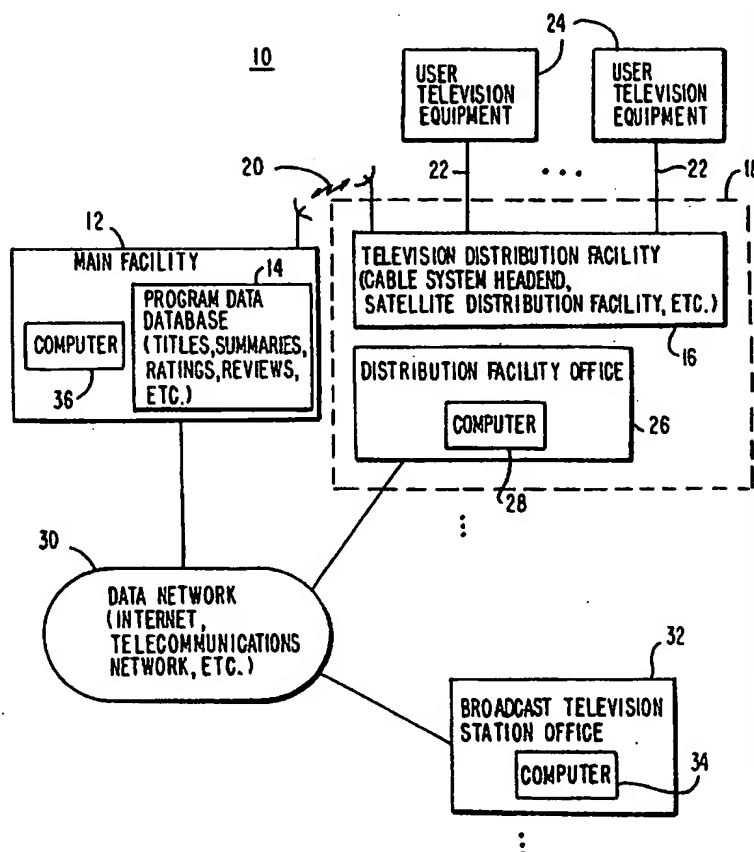 10
24
USER
TELEVISION
EQUIPMENT
USER
TELEVISION
EQUIPMENT
20
22
...
22
18
12
MAIN FACILITY
14
PROGRAM DATA
DATABASE
(TITLES,SUMMARIES,
RATINGS,REVIEWS,
ETC.)
COMPUTER
36
TELEVISION DISTRIBUTION FACILITY
(CABLE SYSTEM HEADEND,
SATELLITE DISTRIBUTION FACILITY, ETC.)
16
DISTRIBUTION FACILITY OFFICE
COMPUTER
26
28
30
DATA NETWORK
(INTERNET,
TELECOMMUNICATIONS
NETWORK, ETC.)
32
BROADCAST TELEVISION
STATION OFFICE
COMPUTER
34